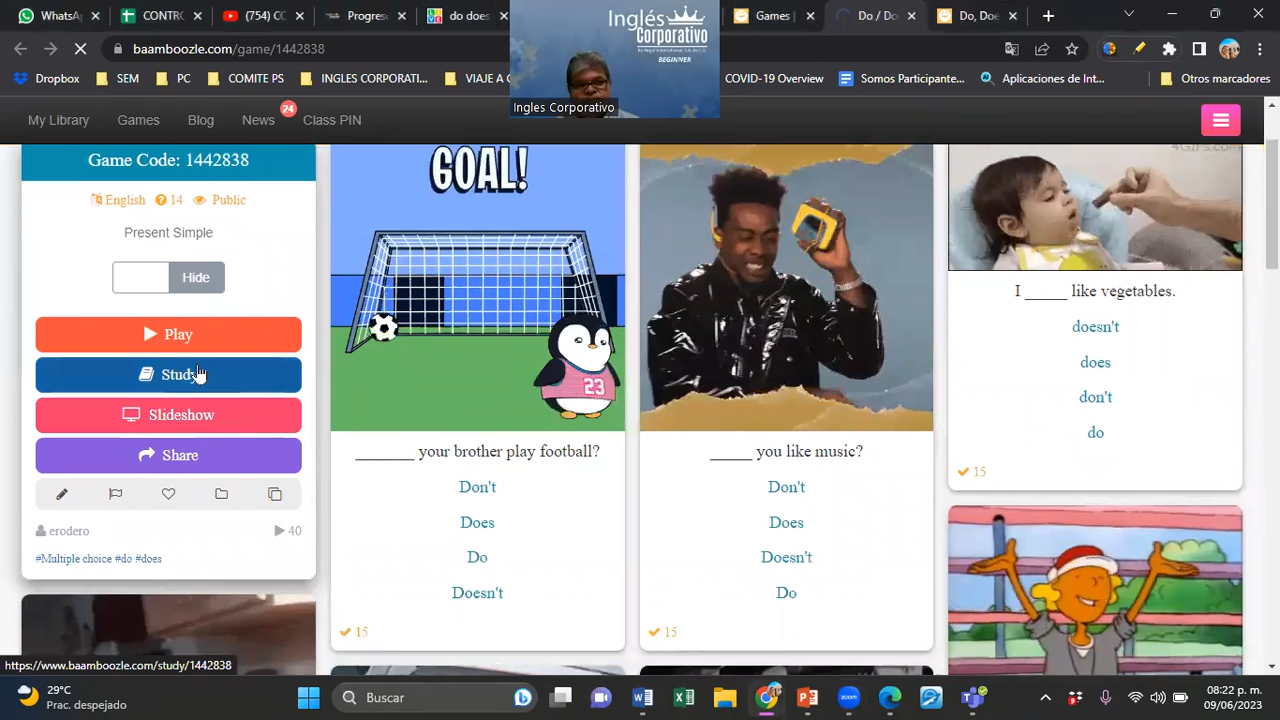 WhatsA
CONTRO
(754) CO
Progres
do does
Games
Do / Do
Do, Doe
baamboozle.com/game/1442838
Dropbox
SEM
PC
COMITE PS
INGLES CORPORATI...
VIAJE A
COVID-19 Overview
Somos Participante...
Aplicaciones de Int...
Otros marcadores
Inglés
Corporativo
BEGINNER
Ingles Corporativo
My Library
Games
Blog
News
24
Class PIN
Game Code: 1442838
English
14
Public
Present Simple
Hide
Play
Study
Slideshow
Share
erodero
40
#Multiple choice #do #does
GOAL!
23
_______ your brother play football?
Don't
Does
Do
Doesn't
15
_____ you like music?
Don't
Does
Doesn't
Do
15
4GIFs.com
I _____ like vegetables.
doesn't
does
don't
do
15
https://www.baamboozle.com/study/1442838
29°C
Prac. despejado
Buscar
08:22 p. m.
09/06/2023